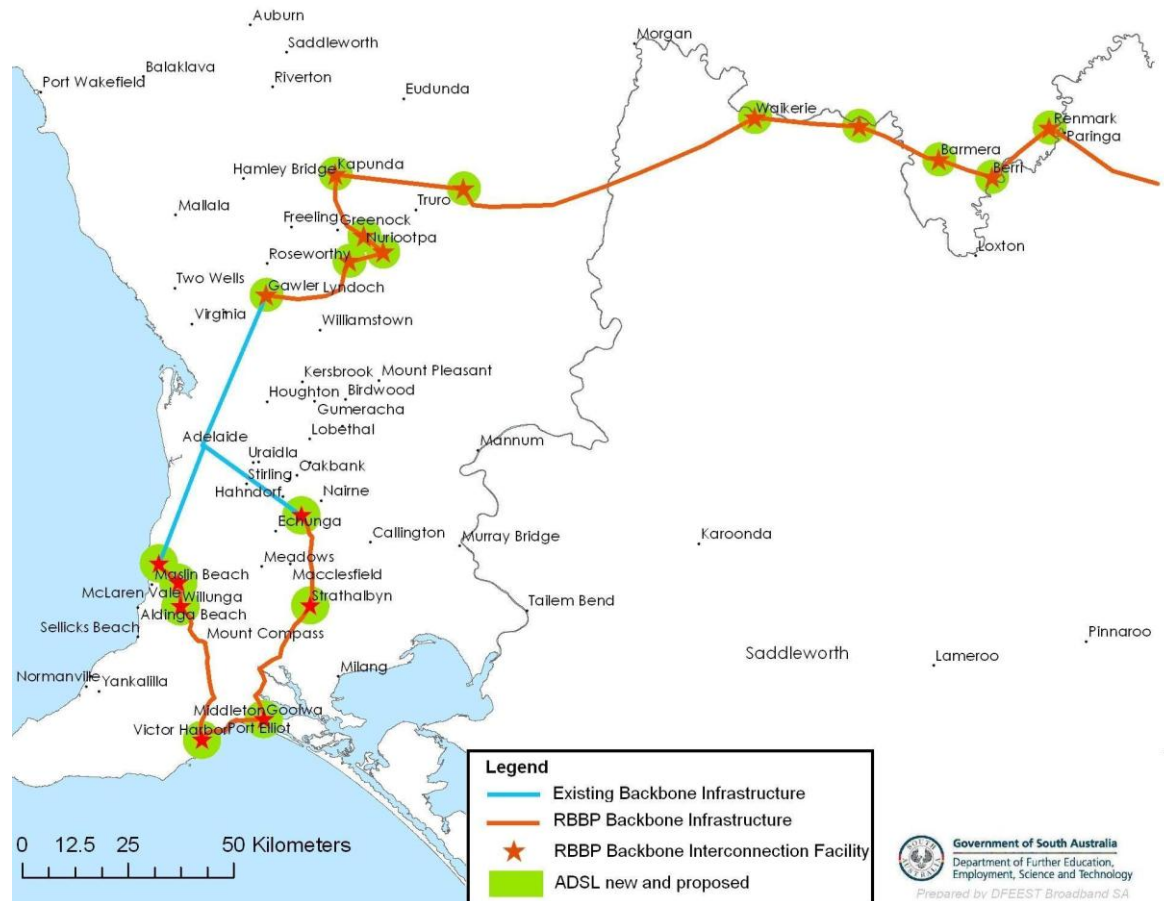 Auburn
Saddleworth
Morgan
Balaklava
Port Wakefield
Riverton
Eudunda
Waikerie
Renmark
Paringa
Barmera
Berri
Hamley Bridge
Kapunda
Truro
Mallala
Freeling
Greenock
Nuriootpa
Loxton
Roseworthy
Two Wells
Gawler
Lyndoch
Virginia
Williamstown
Kersbrook
Mount Pleasant
Houghton
Birdwood
Gumeracha
Lobethal
Adelaide
Mannum
Uraidla
Oakbank
Stirling
Hahndorf
Nairne
Echunga
Callington
Murray Bridge
Karoonda
Meadows
Maslin Beach
Macclesfield
McLaren Vale
Willunga
Strathalbyn
Aldinga Beach
Tailem Bend
Sellicks Beach
Mount Compass
Pinnaroo
Saddleworth
Lameroo
Normanville
Yankalilla
Milang
Middleton
Goolwa
Victor Harbor
Port Elliot
Legend
Existing Backbone Infrastructure
RBBP Backbone Infrastructure
RBBP Backbone Interconnection Facility
ADSL new and proposed
0 12.5 25 50 Kilometers
SOUTH
AUSTRALIA
Government of South Australia
Department of Further Education,
Employment, Science and Technology
Prepared by DFEEST Broadband SA